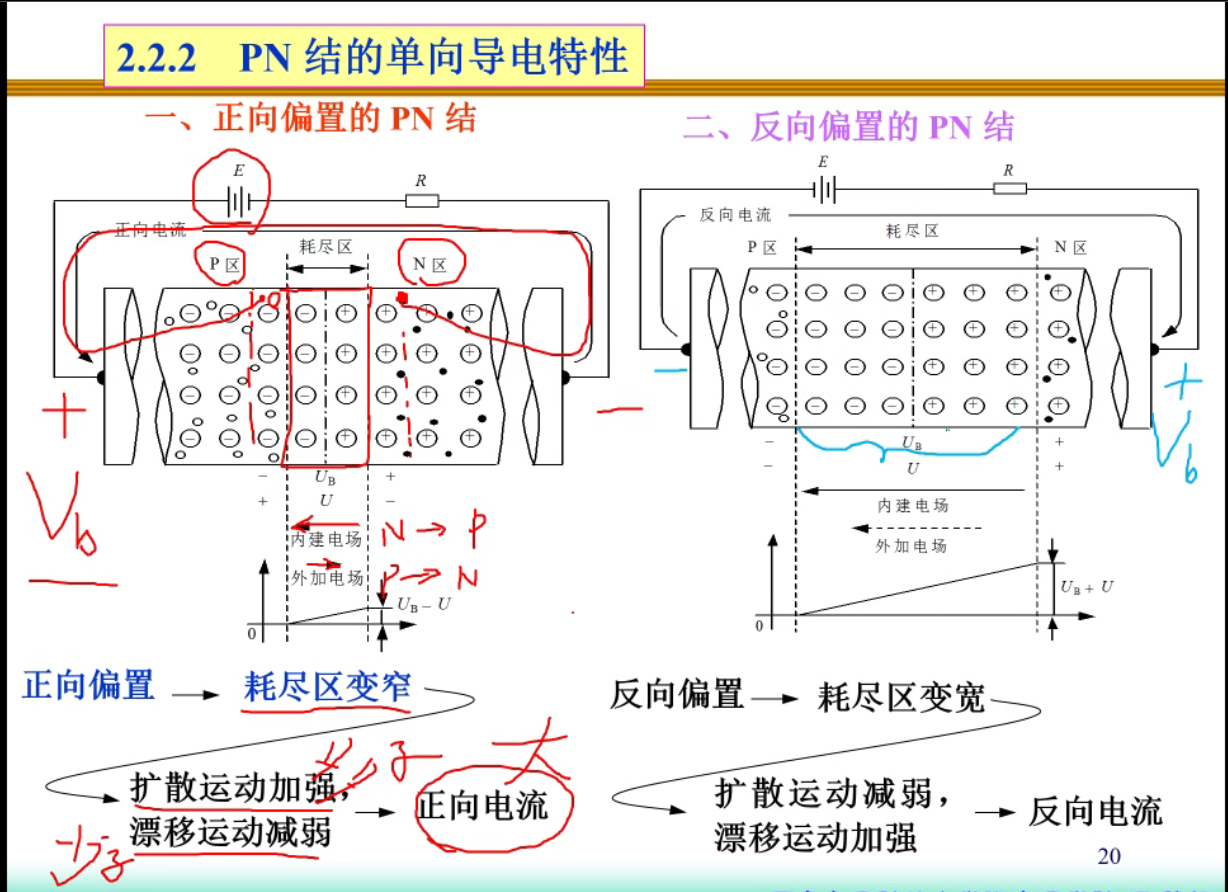 2.2.2 PN 结的单向导电特性
一、正向偏置的 PN 结
E
R
正向电流
P 区
耗尽区
N 区
+
−
V_b
− U_B +
+ U −
内建电场
N → P
外加电场
P → N
U_B − U
0
正向偏置 → 耗尽区变窄
扩散运动加强，
多子
漂移运动减弱
少子
→ 正向电流
大
二、反向偏置的 PN 结
E
R
反向电流
P 区
耗尽区
N 区
−
+
V_b
− U_B +
− U +
内建电场
外加电场
U_B + U
0
反向偏置 → 耗尽区变宽
扩散运动减弱，
漂移运动加强
→ 反向电流
20